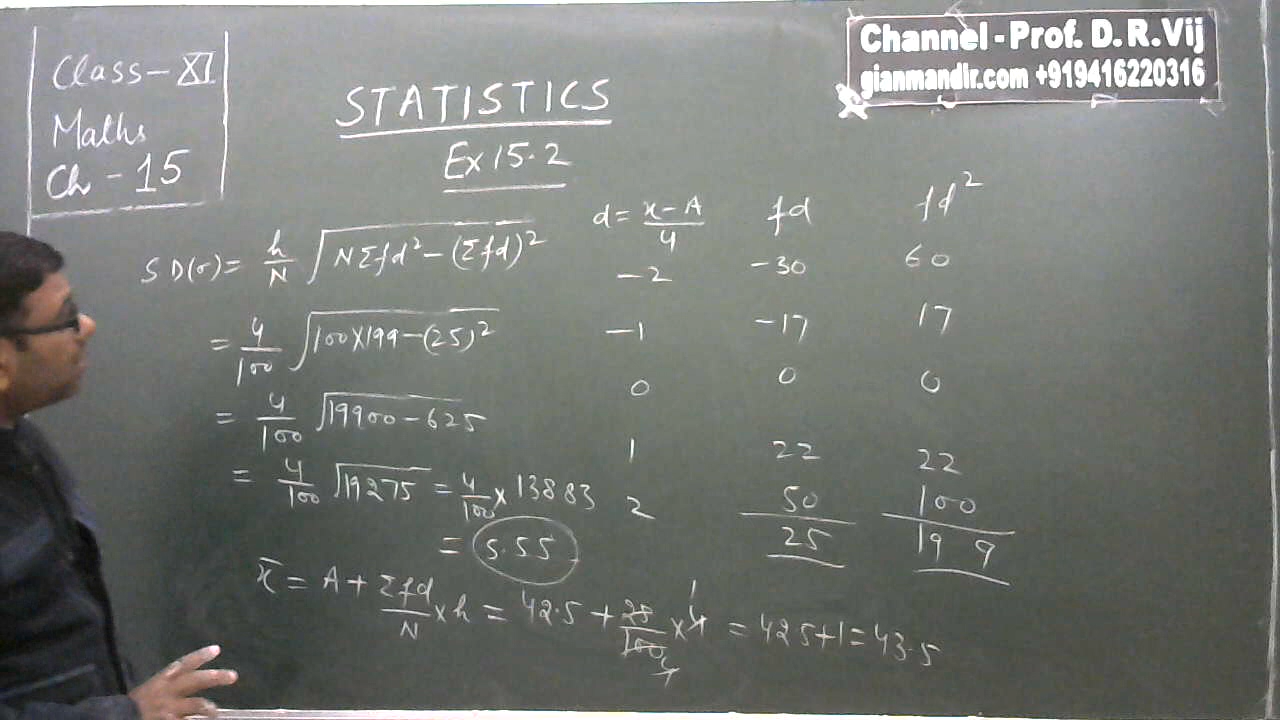 Class-XI
Maths
Ch-15
Channel - Prof. D. R. Vij
gianmandir.com +919416220316
STATISTICS
Ex 15.2
SD(σ) = h/N √(NΣfd² - (Σfd)²)
= 4/100 √(100×199-(25)²)
= 4/100 √(19900-625)
= 4/100 √19275 = 4/100 × 138.83
= 5.55
x̄ = A + Σfd/N × h = 42.5 + 25/100 × 4 = 42.5+1 = 43.5
d = x-A/4 fd fd²
-2 -30 60
-1 -17 17
0 0 0
1 22 22
2 50 100
25 199